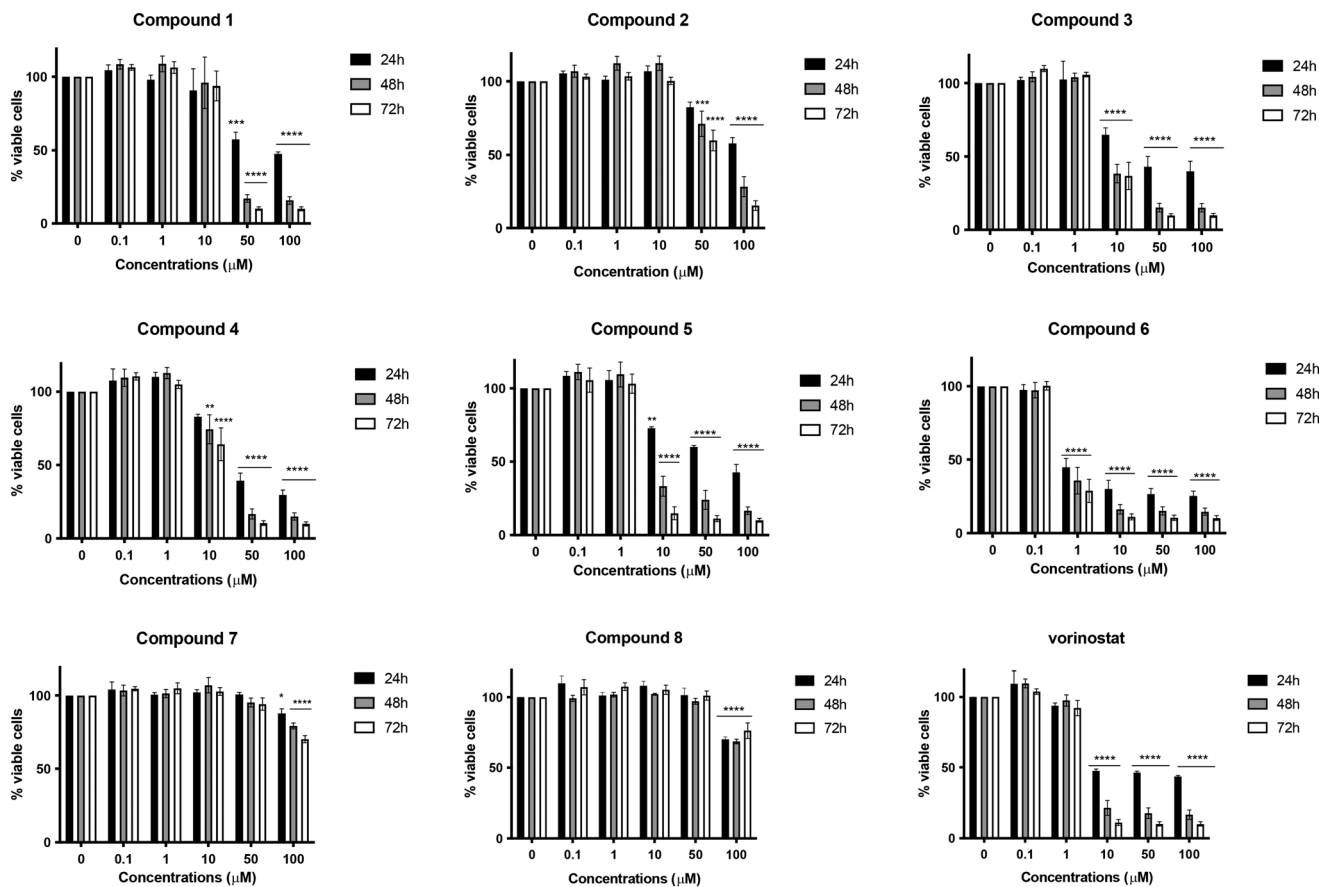 Compound 1
% viable cells
100
50
0
***
****
****
24h
48h
72h
0 0.1 1 10 50 100
Concentrations (μM)
Compound 2
% viable cells
100
50
0
***
****
****
24h
48h
72h
0 0.1 1 10 50 100
Concentration (μM)
Compound 3
% viable cells
100
50
0
****
****
****
24h
48h
72h
0 0.1 1 10 50 100
Concentrations (μM)
Compound 4
% viable cells
100
50
0
**
****
****
****
24h
48h
72h
0 0.1 1 10 50 100
Concentrations (μM)
Compound 5
% viable cells
100
50
0
**
****
****
****
24h
48h
72h
0 0.1 1 10 50 100
Concentrations (μM)
Compound 6
% viable cells
100
50
0
****
****
****
****
24h
48h
72h
0 0.1 1 10 50 100
Concentrations (μM)
Compound 7
% viable cells
100
50
0
*
****
24h
48h
72h
0 0.1 1 10 50 100
Concentrations (μM)
Compound 8
% viable cells
100
50
0
****
24h
48h
72h
0 0.1 1 10 50 100
Concentrations (μM)
vorinostat
% viable cells
100
50
0
****
****
****
24h
48h
72h
0 0.1 1 10 50 100
Concentrations (μM)